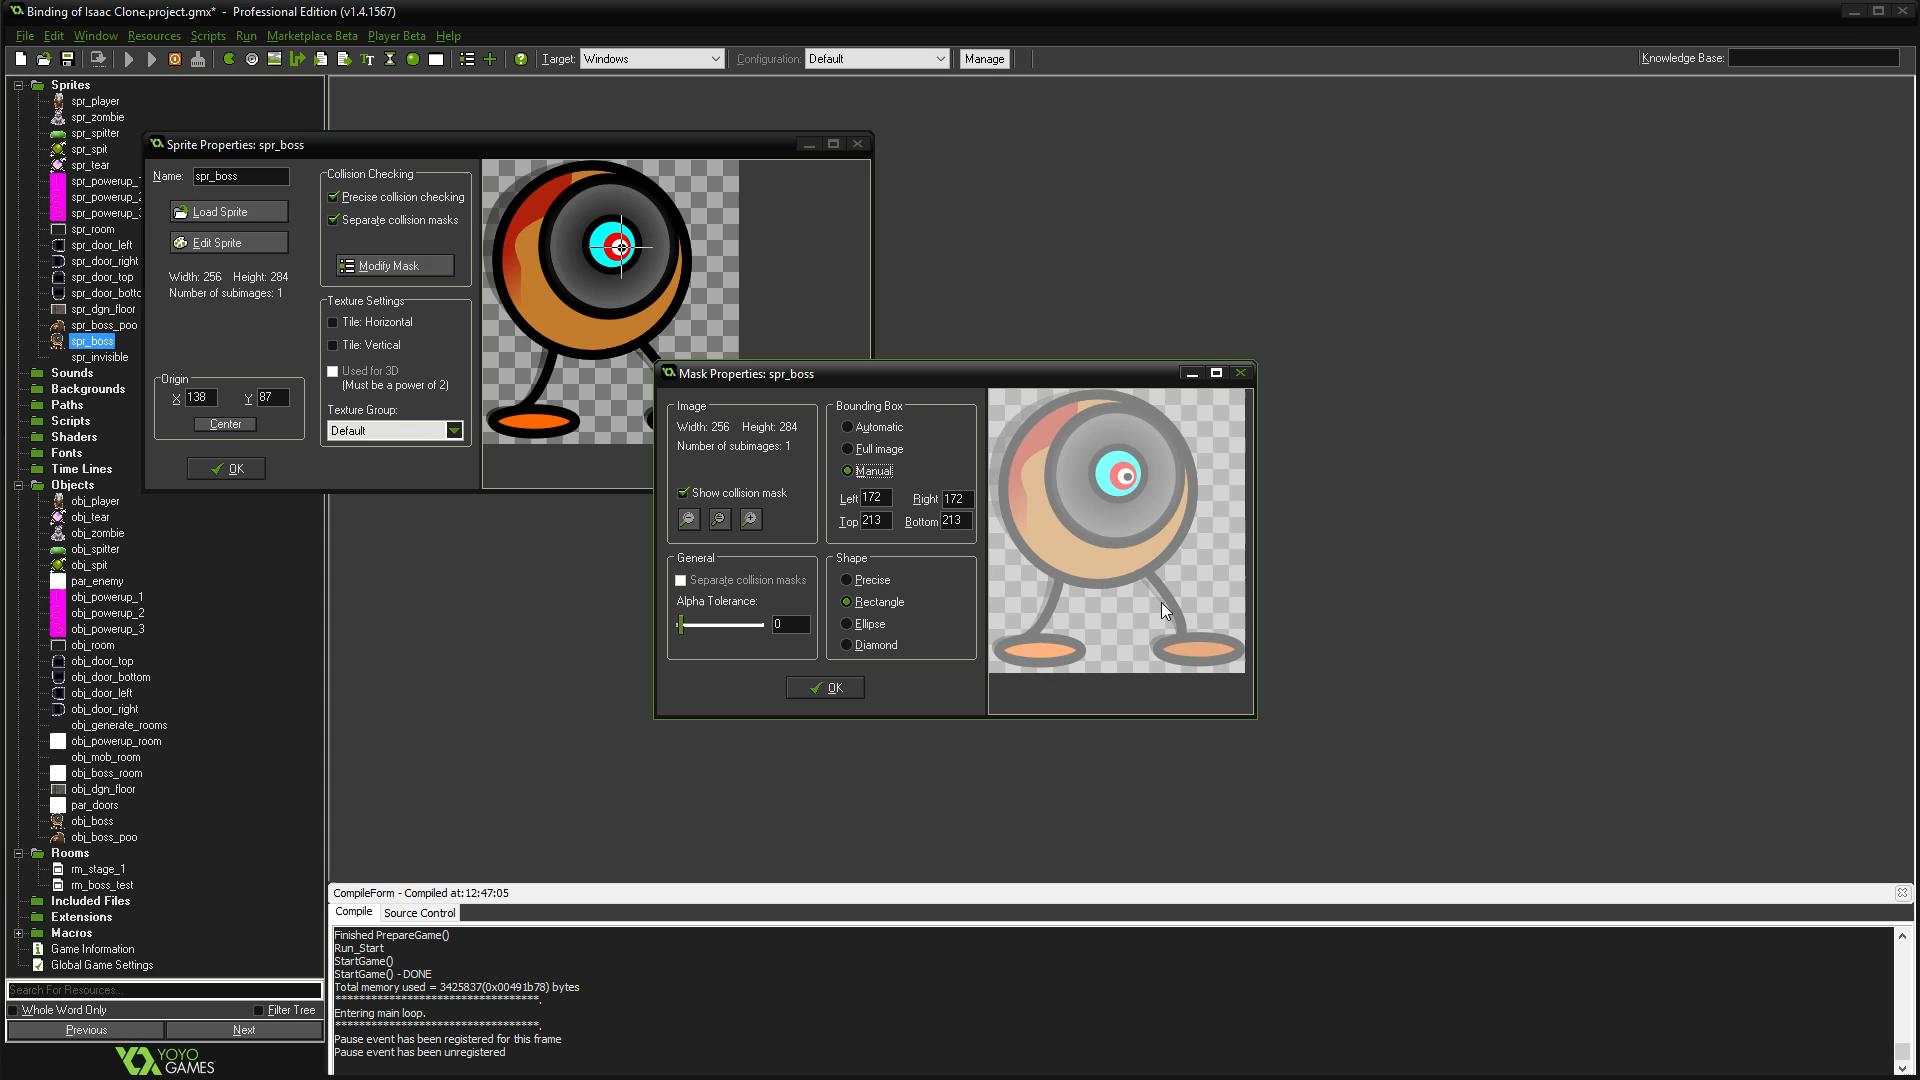 Binding of Isaac Clone.project.gmx* - Professional Edition (v1.4.1567)
File Edit Window Resources Scripts Run Marketplace Beta Player Beta Help
Target: Windows Configuration: Default Manage Knowledge Base:
Sprites
spr_player
spr_zombie
spr_spitter
spr_spit
spr_tear
spr_powerup_
spr_powerup_2
spr_powerup_3
spr_room
spr_door_left
spr_door_right
spr_door_top
spr_door_botto
spr_dgn_floor
spr_boss_poo
spr_boss
spr_invisible
Sounds
Backgrounds
Paths
Scripts
Shaders
Fonts
Time Lines
Objects
obj_player
obj_tear
obj_zombie
obj_spitter
obj_spit
par_enemy
obj_powerup_1
obj_powerup_2
obj_powerup_3
obj_room
obj_door_top
obj_door_bottom
obj_door_left
obj_door_right
obj_generate_rooms
obj_powerup_room
obj_mob_room
obj_boss_room
obj_dgn_floor
par_doors
obj_boss
obj_boss_poo
Rooms
rm_stage_1
rm_boss_test
Included Files
Extensions
Macros
Game Information
Global Game Settings
Search For Resources...
Whole Word Only Filter Tree
Previous Next
YOYO
GAMES
Sprite Properties: spr_boss
Name: spr_boss
Load Sprite
Edit Sprite
Width: 256 Height: 284
Number of subimages: 1
Origin
X 138 Y 87
Center
OK
Collision Checking
Precise collision checking
Separate collision masks
Modify Mask
Texture Settings
Tile: Horizontal
Tile: Vertical
Used for 3D
(Must be a power of 2)
Texture Group:
Default
Mask Properties: spr_boss
Image
Width: 256 Height: 284
Number of subimages: 1
Show collision mask
General
Separate collision masks
Alpha Tolerance:
0
Bounding Box
Automatic
Full image
Manual
Left 172 Right 172
Top 213 Bottom 213
Shape
Precise
Rectangle
Ellipse
Diamond
OK
CompileForm - Compiled at: 12:47:05
Compile Source Control
Finished PrepareGame()
Run_Start
StartGame()
StartGame() - DONE
Total memory used = 3425837(0x00491b78) bytes
***********************************.
Entering main loop.
***********************************.
Pause event has been registered for this frame
Pause event has been unregistered